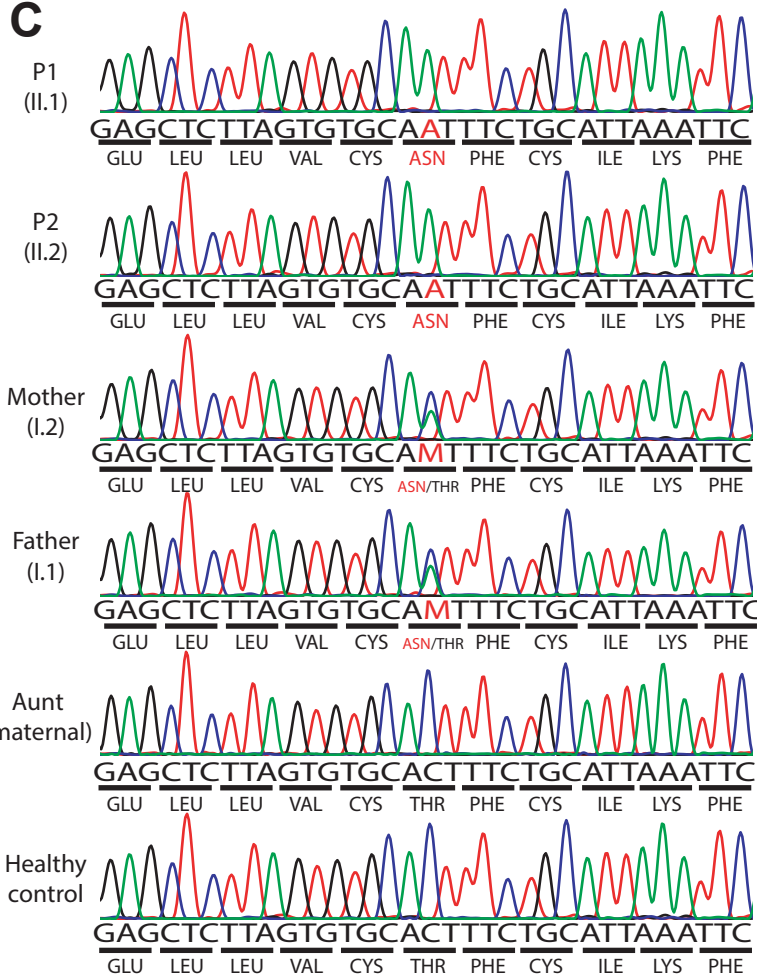 C
P1
(II.1)
GAGCTCTTAGTGTGCAATTTCTGCATTAAATTC
GLU LEU LEU VAL CYS ASN PHE CYS ILE LYS PHE
P2
(II.2)
GAGCTCTTAGTGTGCAATTTCTGCATTAAATTC
GLU LEU LEU VAL CYS ASN PHE CYS ILE LYS PHE
Mother
(I.2)
GAGCTCTTAGTGTGCAMTTTCTGCATTAAATTC
GLU LEU LEU VAL CYS ASN/THR PHE CYS ILE LYS PHE
Father
(I.1)
GAGCTCTTAGTGTGCAMTTTCTGCATTAAATTC
GLU LEU LEU VAL CYS ASN/THR PHE CYS ILE LYS PHE
Aunt
maternal)
GAGCTCTTAGTGTGCACTTTCTGCATTAAATTC
GLU LEU LEU VAL CYS THR PHE CYS ILE LYS PHE
Healthy
control
GAGCTCTTAGTGTGCACTTTCTGCATTAAATTC
GLU LEU LEU VAL CYS THR PHE CYS ILE LYS PHE